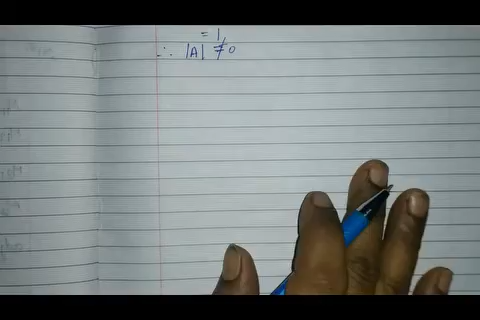 = 1,
∴ |A| ≠ 0